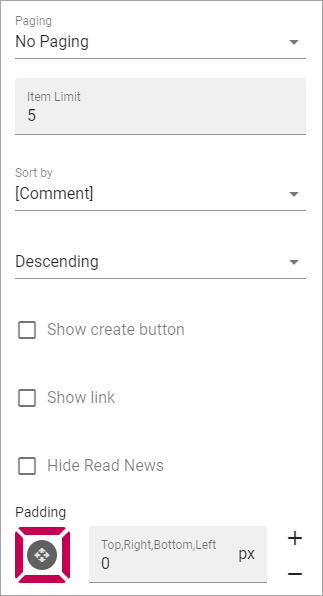 Paging
No Paging
Item Limit
5
Sort by
[Comment]
Descending
Show create button
Show link
Hide Read News
Padding
Top,Right,Bottom,Left
0
px